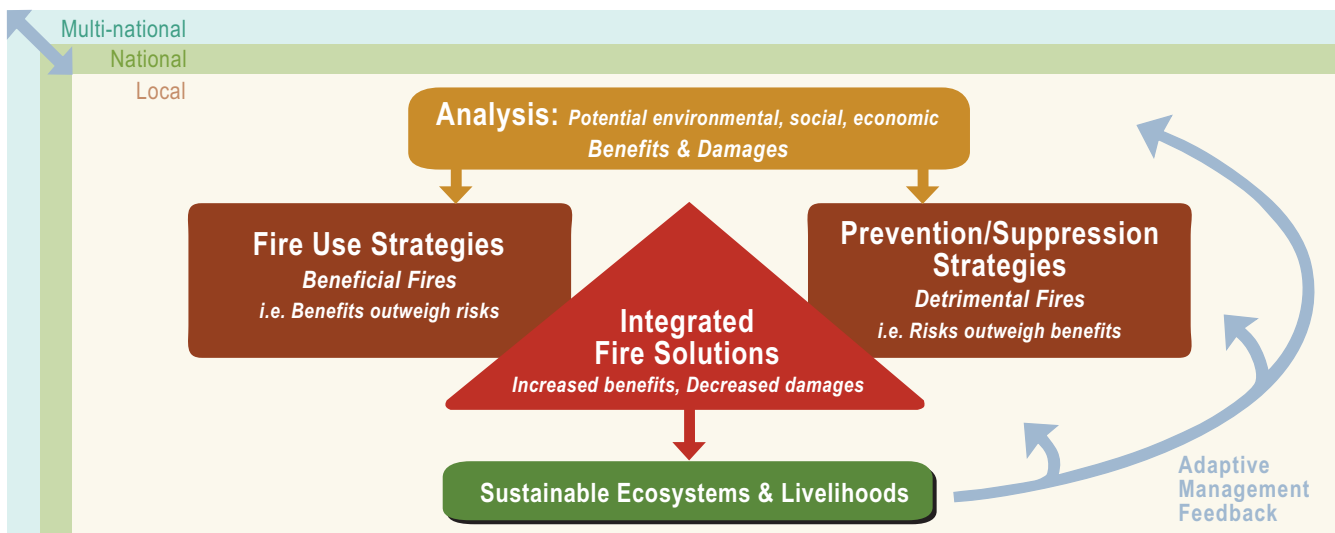 Multi-national
National
Local
Analysis: Potential environmental, social, economic
Benefits & Damages
Fire Use Strategies
Beneficial Fires
i.e. Benefits outweigh risks
Prevention/Suppression
Strategies
Detrimental Fires
i.e. Risks outweigh benefits
Integrated
Fire Solutions
Increased benefits, Decreased damages
Sustainable Ecosystems & Livelihoods
Adaptive
Management
Feedback